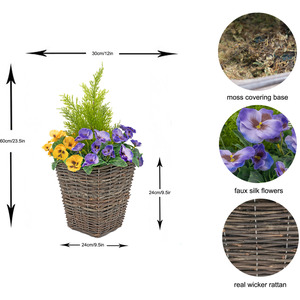 30cm/12in
60cm/23.5in
24cm/9.5in
24cm/9.5in
moss covering base
faux silk flowers
real wicker rattan